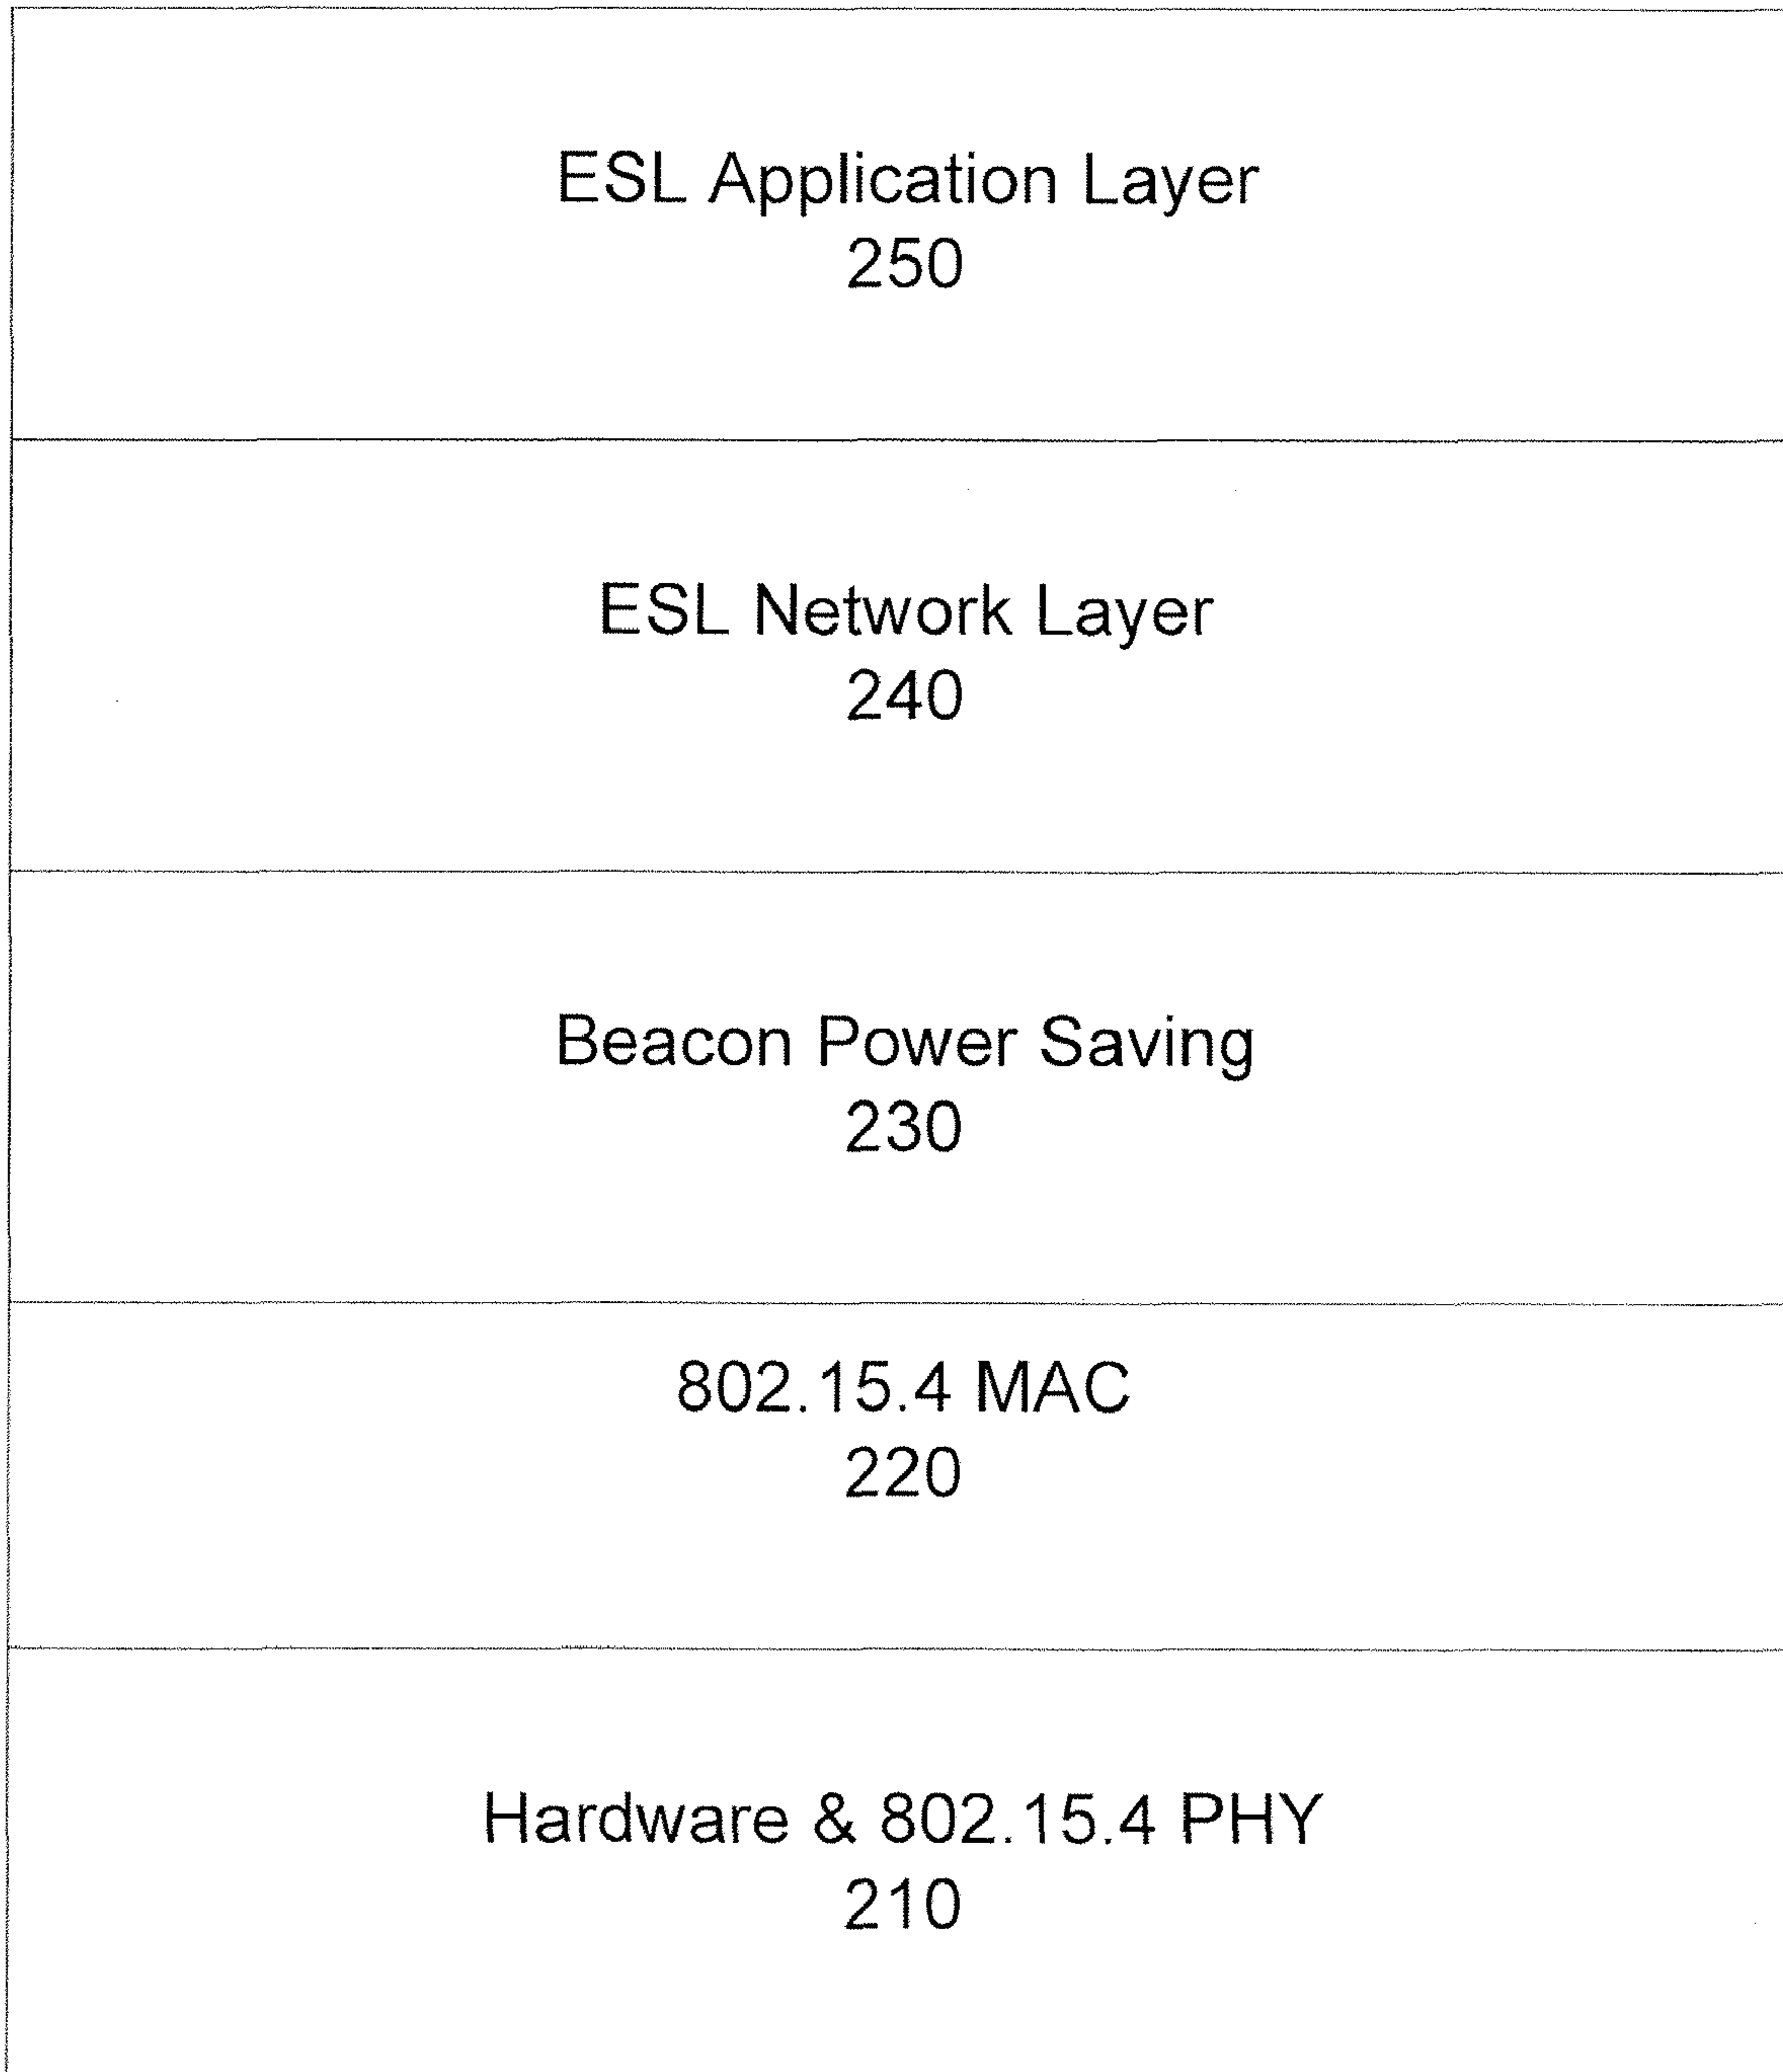 ESL Application Layer
250
ESL Network Layer
240
Beacon Power Saving
230
802.15.4 MAC
220
Hardware & 802.15.4 PHY
210